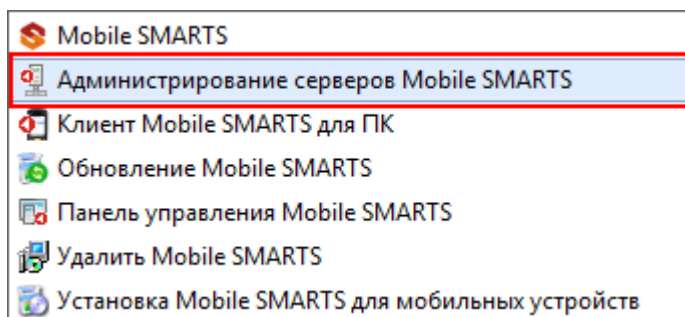 Mobile SMARTS
Администрирование серверов Mobile SMARTS
Клиент Mobile SMARTS для ПК
Обновление Mobile SMARTS
Панель управления Mobile SMARTS
Удалить Mobile SMARTS
Установка Mobile SMARTS для мобильных устройств